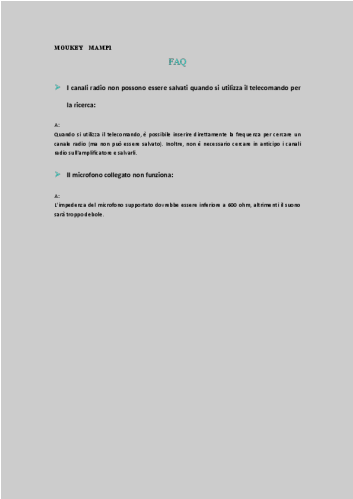 MOUKEY MAMP1
FAQ
➢ I canali radio non possono essere salvati quando si utilizza il telecomando per
la ricerca:
A:
Quando si utilizza il telecomando, é possibile inserire direttamente la frequenza per cercare un
canale radio (ma non può essere salvato). Inoltre, non é necessario cercare in anticipo i canali
radio sull'amplificatore e salvarli.
➢ Il microfono collegato non funziona:
A:
L'impedenza del microfono supportato dovrebbe essere inferiore a 600 ohm, altrimenti il suono
sarà troppo debole.